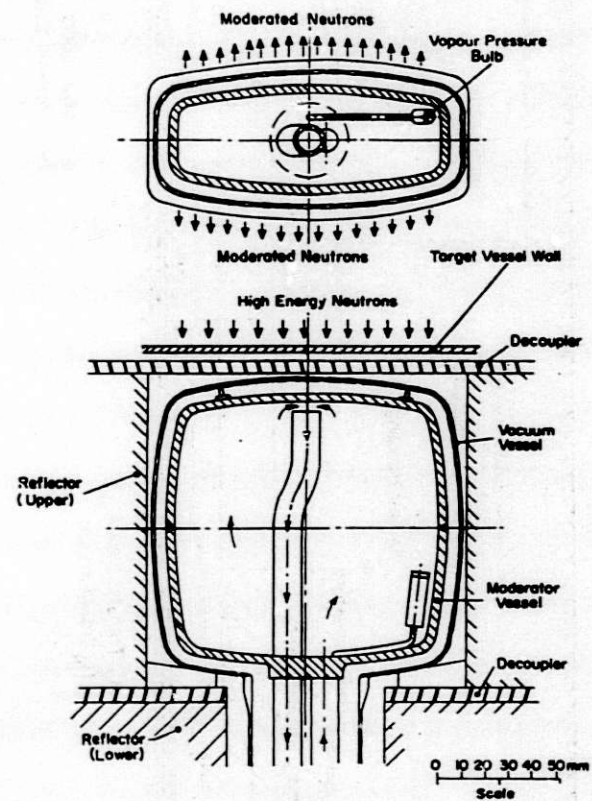 Moderated Neutrons
Vopour Pressure
Bulb
Moderated Neutrons
Target Vessel Wall
High Energy Neutrons
Decoupler
Vacuum
Vessel
Reflector
(Upper)
Moderator
Vessel
Decoupler
Reflector
(Lower)
0 10 20 30 40 50mm
Scale